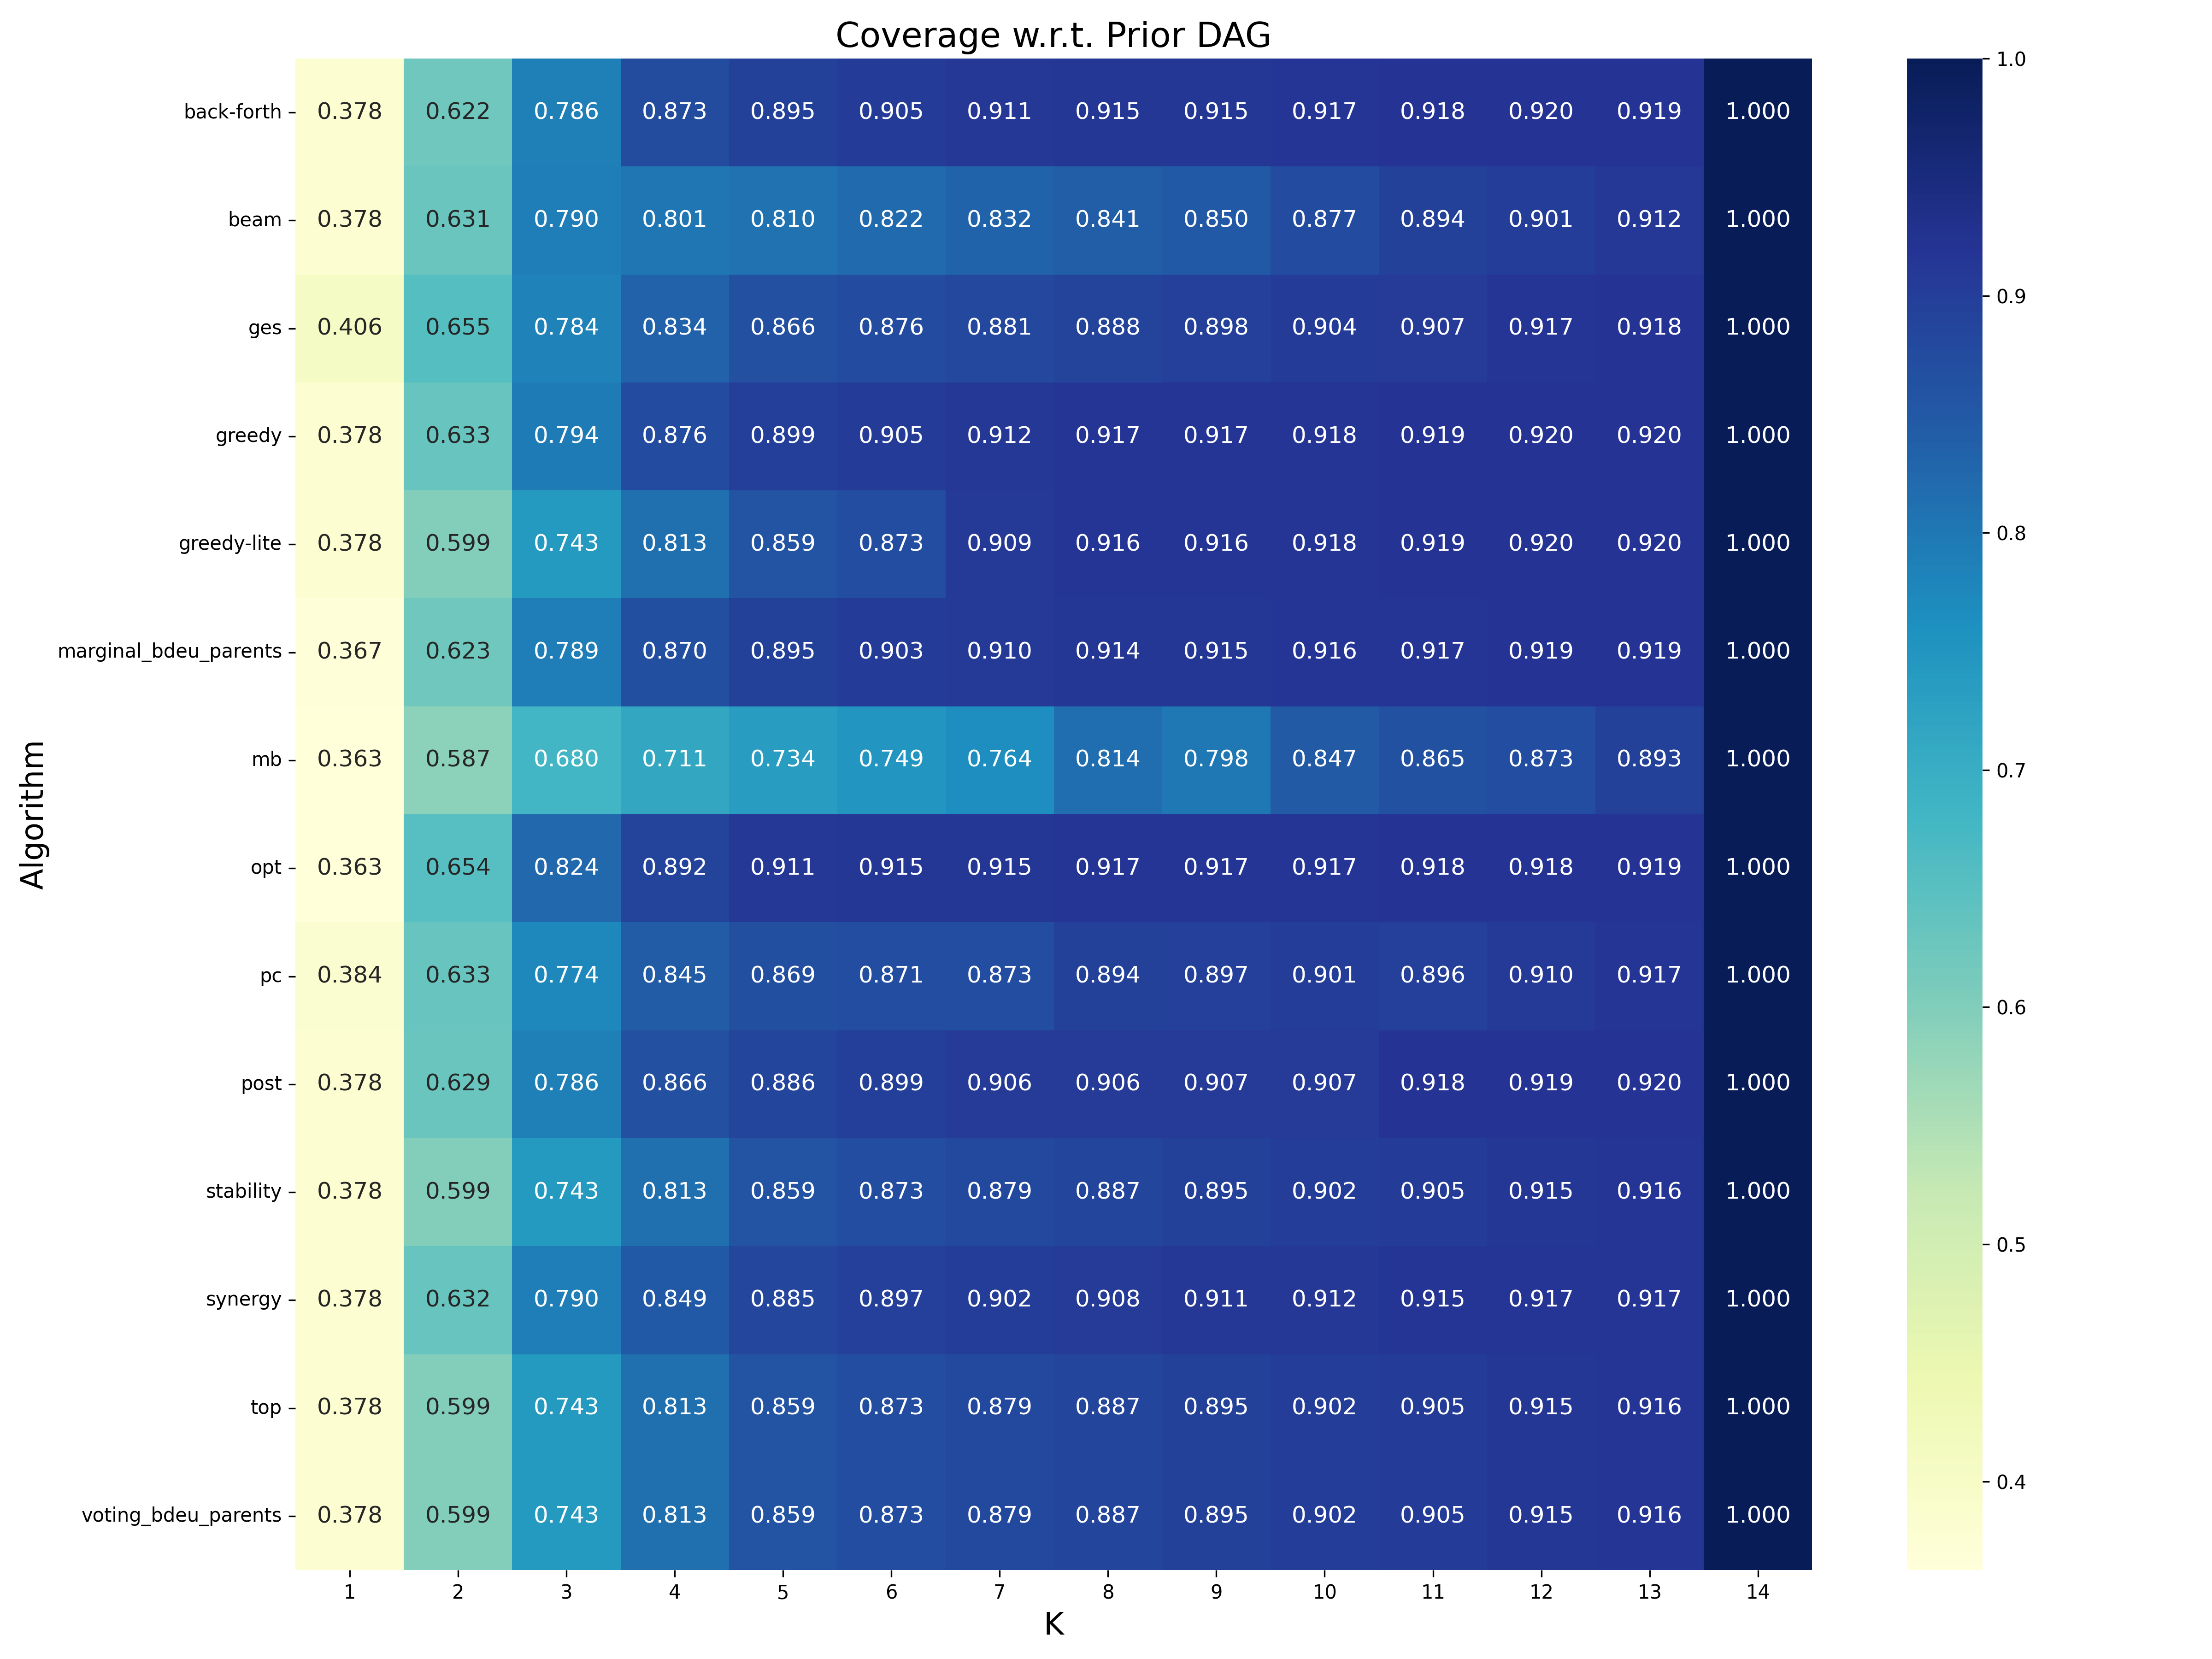 Coverage w.r.t. Prior DAG
back-forth 0.378 0.622 0.786 0.873 0.895 0.905 0.911 0.915 0.915 0.917 0.918 0.920 0.919 1.000
beam 0.378 0.631 0.790 0.801 0.810 0.822 0.832 0.841 0.850 0.877 0.894 0.901 0.912 1.000
ges 0.406 0.655 0.784 0.834 0.866 0.876 0.881 0.888 0.898 0.904 0.907 0.917 0.918 1.000
greedy 0.378 0.633 0.794 0.876 0.899 0.905 0.912 0.917 0.917 0.918 0.919 0.920 0.920 1.000
greedy-lite 0.378 0.599 0.743 0.813 0.859 0.873 0.909 0.916 0.916 0.918 0.919 0.920 0.920 1.000
marginal_bdeu_parents 0.367 0.623 0.789 0.870 0.895 0.903 0.910 0.914 0.915 0.916 0.917 0.919 0.919 1.000
mb 0.363 0.587 0.680 0.711 0.734 0.749 0.764 0.814 0.798 0.847 0.865 0.873 0.893 1.000
opt 0.363 0.654 0.824 0.892 0.911 0.915 0.915 0.917 0.917 0.917 0.918 0.918 0.919 1.000
pc 0.384 0.633 0.774 0.845 0.869 0.871 0.873 0.894 0.897 0.901 0.896 0.910 0.917 1.000
post 0.378 0.629 0.786 0.866 0.886 0.899 0.906 0.906 0.907 0.907 0.918 0.919 0.920 1.000
stability 0.378 0.599 0.743 0.813 0.859 0.873 0.879 0.887 0.895 0.902 0.905 0.915 0.916 1.000
synergy 0.378 0.632 0.790 0.849 0.885 0.897 0.902 0.908 0.911 0.912 0.915 0.917 0.917 1.000
top 0.378 0.599 0.743 0.813 0.859 0.873 0.879 0.887 0.895 0.902 0.905 0.915 0.916 1.000
voting_bdeu_parents 0.378 0.599 0.743 0.813 0.859 0.873 0.879 0.887 0.895 0.902 0.905 0.915 0.916 1.000
1 2 3 4 5 6 7 8 9 10 11 12 13 14
K
Algorithm
1.0
0.9
0.8
0.7
0.6
0.5
0.4